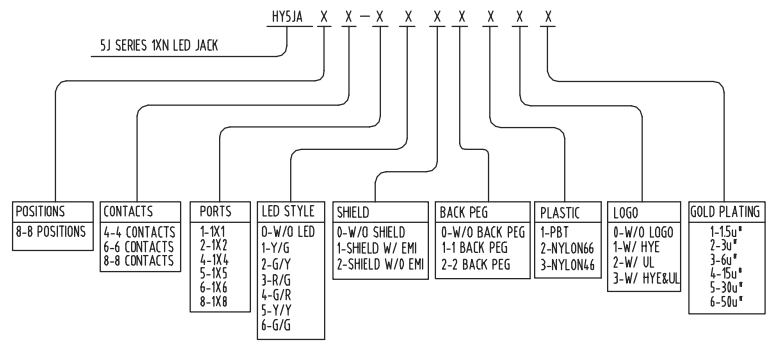 HY5JA X X - X X X X X X X
5J SERIES 1XN LED JACK
POSITIONS
8-8 POSITIONS
CONTACTS
4-4 CONTACTS
6-6 CONTACTS
8-8 CONTACTS
PORTS
1-1X1
2-1X2
4-1X4
5-1X5
6-1X6
8-1X8
LED STYLE
0-W/O LED
1-Y/G
2-G/Y
3-R/G
4-G/R
5-Y/Y
6-G/G
SHIELD
0-W/O SHIELD
1-SHIELD W/ EMI
2-SHIELD W/O EMI
BACK PEG
0-W/O BACK PEG
1-1 BACK PEG
2-2 BACK PEG
PLASTIC
1-PBT
2-NYLON66
3-NYLON46
LOGO
0-W/O LOGO
1-W/ HYE
2-W/ UL
3-W/ HYE&UL
GOLD PLATING
1-1.5u"
2-3u"
3-6u"
4-15u"
5-30u"
6-50u"